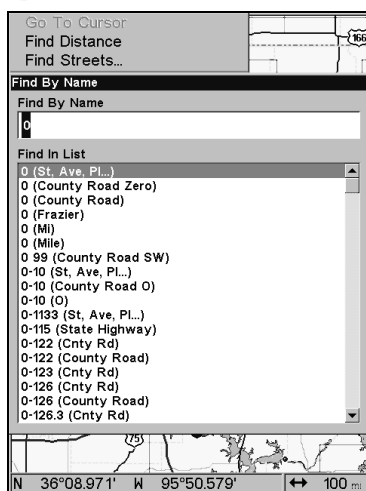 Go To Cursor
Find Distance
Find Streets...
166
Find By Name
Find By Name
0
Find In List
0 (St, Ave, Pl...)
0 (County Road Zero)
0 (County Road)
0 (Frazier)
0 (Mi)
0 (Mile)
0 99 (County Road SW)
0-10 (St, Ave, Pl...)
0-10 (County Road O)
0-10 (O)
0-1133 (St, Ave, Pl...)
0-115 (State Highway)
0-122 (Cnty Rd)
0-122 (County Road)
0-123 (Cnty Rd)
0-126 (Cnty Rd)
0-126 (County Road)
0-126.3 (Cnty Rd)
75
N 36°08.971' W 95°50.579' ↔ 100 mi